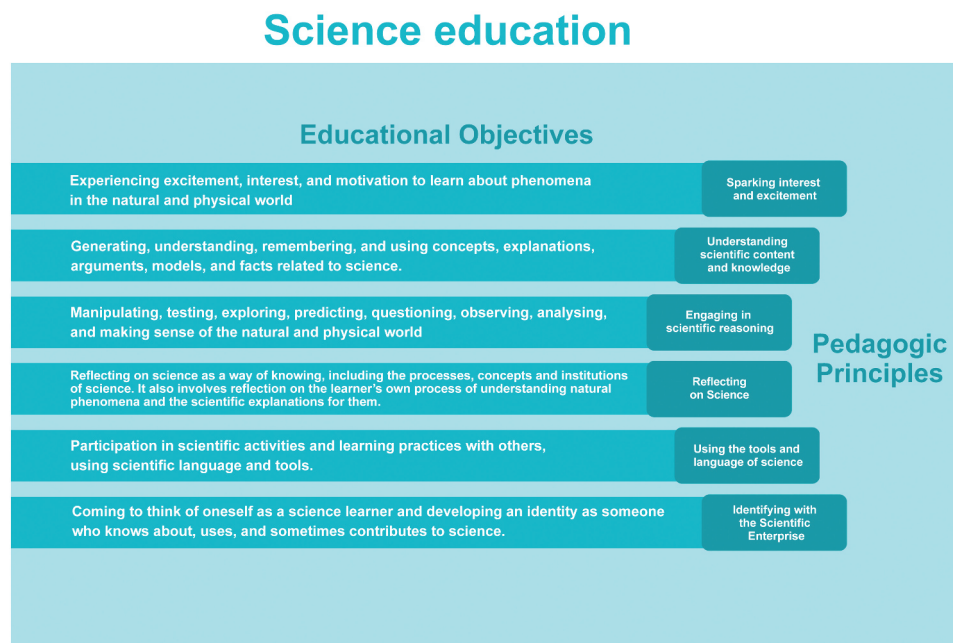 Science education
Educational Objectives
Experiencing excitement, interest, and motivation to learn about phenomena
in the natural and physical world
Sparking interest
and excitement
Generating, understanding, remembering, and using concepts, explanations,
arguments, models, and facts related to science.
Understanding
scientific content
and knowledge
Manipulating, testing, exploring, predicting, questioning, observing, analysing,
and making sense of the natural and physical world
Engaging in
scientific reasoning
Reflecting on science as a way of knowing, including the processes, concepts and institutions
of science. It also involves reflection on the learner's own process of understanding natural
phenomena and the scientific explanations for them.
Reflecting
on Science
Participation in scientific activities and learning practices with others,
using scientific language and tools.
Using the tools and
language of science
Coming to think of oneself as a science learner and developing an identity as someone
who knows about, uses, and sometimes contributes to science.
Identifying with
the Scientific
Enterprise
Pedagogic
Principles